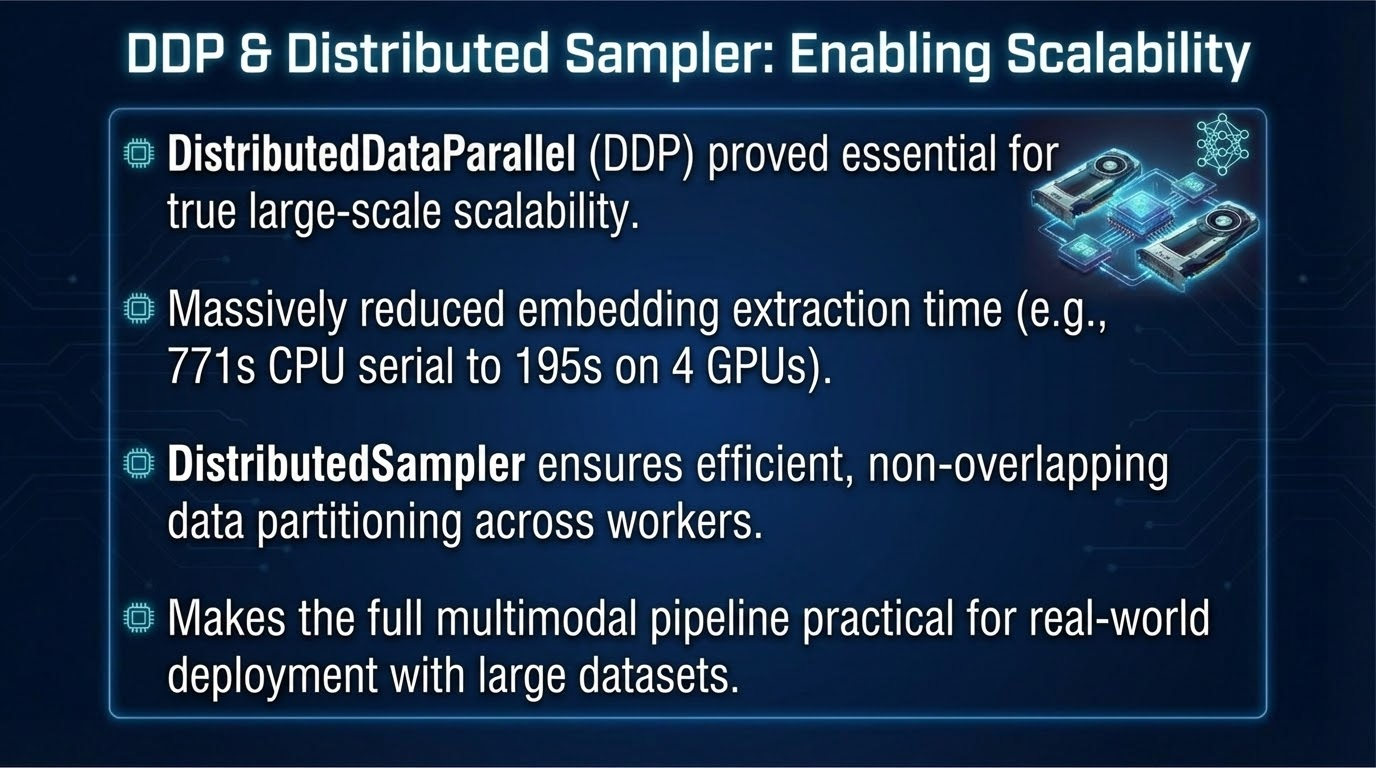 DDP & Distributed Sampler: Enabling Scalability
DistributedDataParallel (DDP) proved essential for
true large-scale scalability.
Massively reduced embedding extraction time (e.g.,
771s CPU serial to 195s on 4 GPUs).
DistributedSampler ensures efficient, non-overlapping
data partitioning across workers.
Makes the full multimodal pipeline practical for real-world
deployment with large datasets.